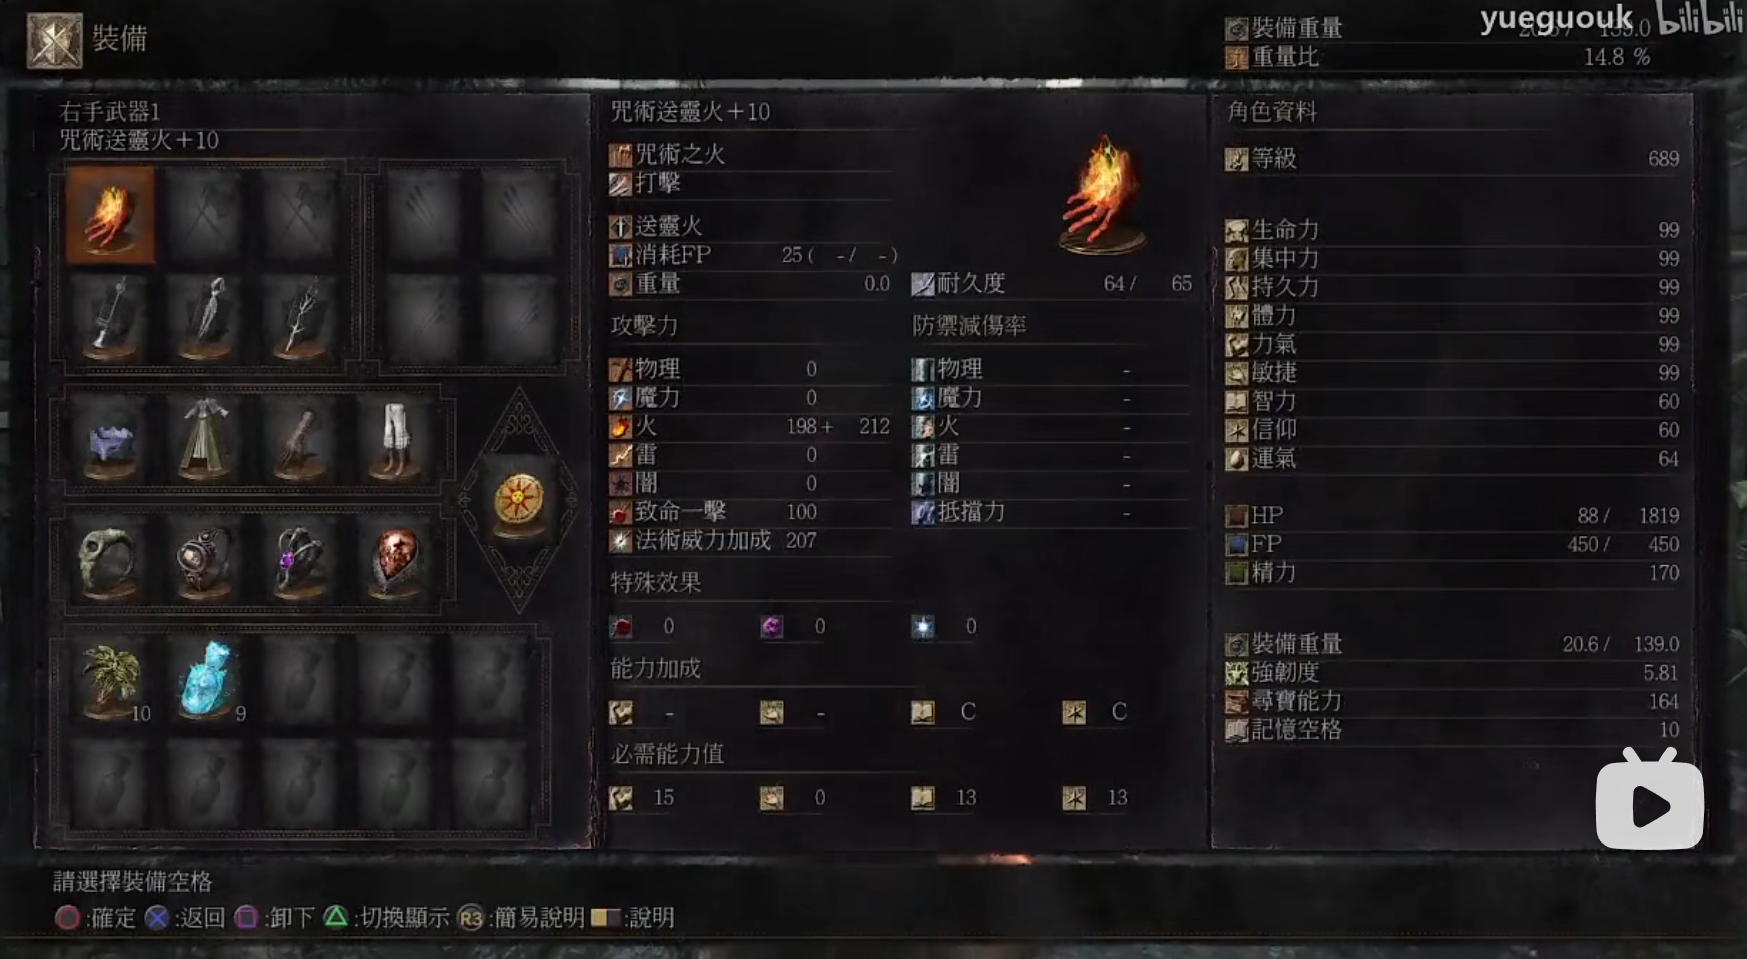 裝備
yueguouk bilibili
裝備重量 139.0
重量比 14.8 %
右手武器1
咒術送靈火＋10
咒術送靈火＋10
咒術之火
打擊
送靈火
消耗FP 25 ( - / - )
重量 0.0 耐久度 64 / 65
攻擊力 防禦減傷率
物理 0 物理 -
魔力 0 魔力 -
火 198 + 212 火 -
雷 0 雷 -
闇 0 闇 -
致命一擊 100 抵擋力 -
法術威力加成 207
特殊效果
0 0 0
能力加成
- - C C
必需能力值
15 0 13 13
角色資料
等級 689
生命力 99
集中力 99
持久力 99
體力 99
力氣 99
敏捷 99
智力 60
信仰 60
運氣 64
HP 88 / 1819
FP 450 / 450
精力 170
裝備重量 20.6 / 139.0
強韌度 5.81
尋寶能力 164
記憶空格 10
10 9
請選擇裝備空格
:確定 :返回 :卸下 :切換顯示 R3:簡易說明 :說明